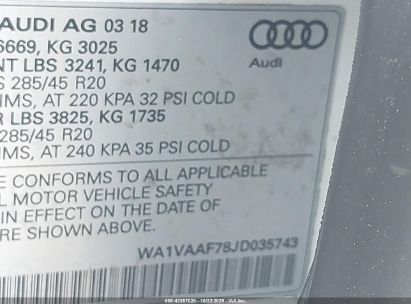 AUDI AG 03 18
6669, KG 3025
NT LBS 3241, KG 1470
S 285/45 R20
IMS, AT 220 KPA 32 PSI COLD
R LBS 3825, KG 1735
285/45 R20
IMS, AT 240 KPA 35 PSI COLD
E CONFORMS TO ALL APPLICABLE
L MOTOR VEHICLE SAFETY
IN EFFECT ON THE DATE OF
RE SHOWN ABOVE.
WA1VAAF78JD035743
Audi